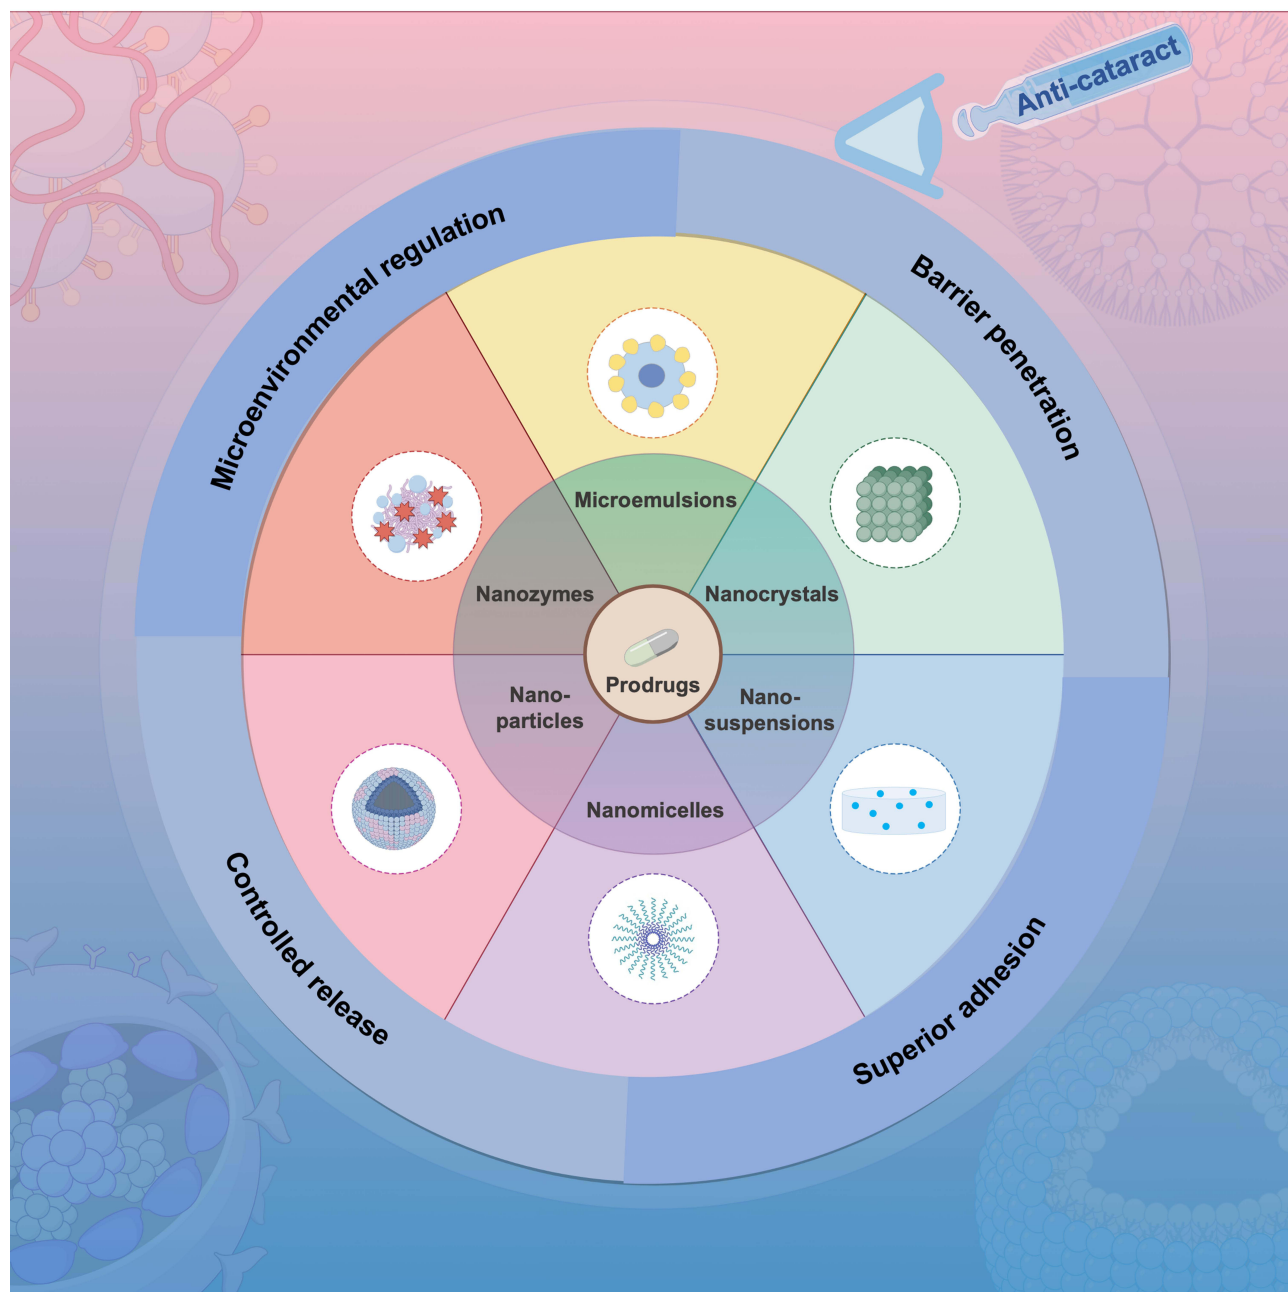 Anti-cataract
Microenvironmental regulation
Barrier penetration
Microemulsions
Nanozymes
Nanocrystals
Prodrugs
Nano-
particles
Nano-
suspensions
Nanomicelles
Controlled release
Superior adhesion